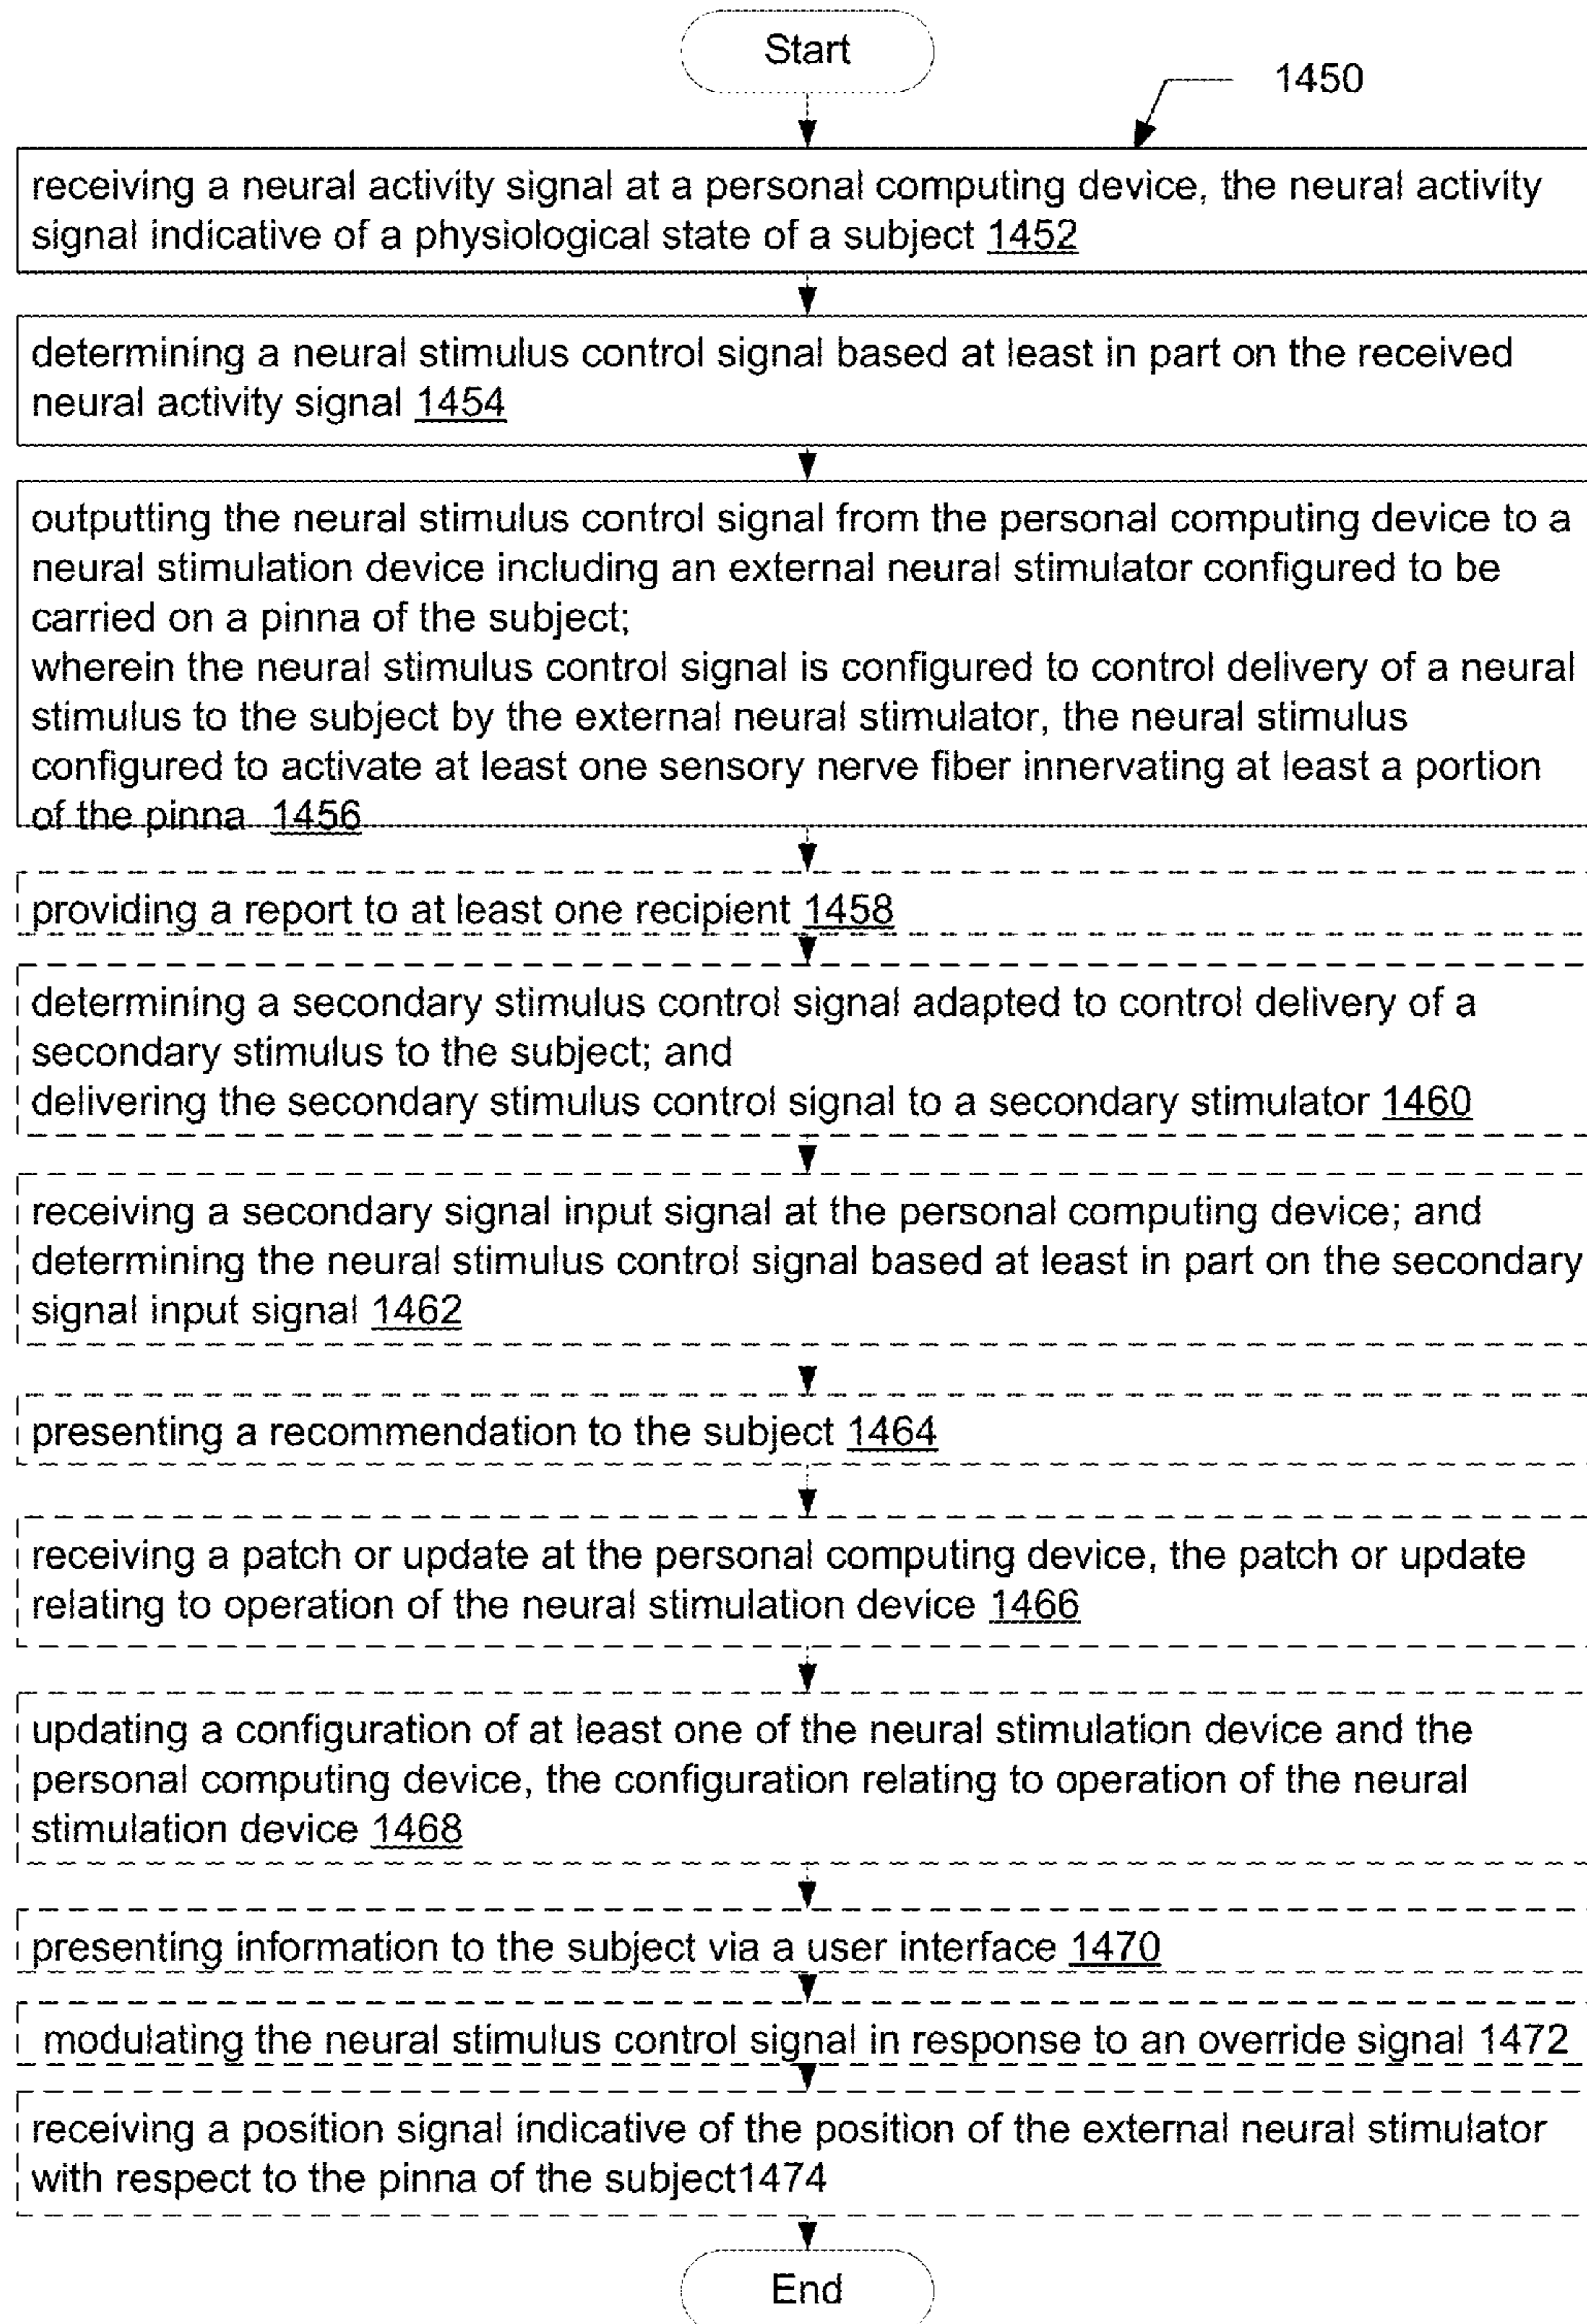 Start
1450
receiving a neural activity signal at a personal computing device, the neural activity
signal indicative of a physiological state of a subject 1452
determining a neural stimulus control signal based at least in part on the received
neural activity signal 1454
outputting the neural stimulus control signal from the personal computing device to a
neural stimulation device including an external neural stimulator configured to be
carried on a pinna of the subject;
wherein the neural stimulus control signal is configured to control delivery of a neural
stimulus to the subject by the external neural stimulator, the neural stimulus
configured to activate at least one sensory nerve fiber innervating at least a portion
of the pinna 1456
providing a report to at least one recipient 1458
determining a secondary stimulus control signal adapted to control delivery of a
secondary stimulus to the subject; and
delivering the secondary stimulus control signal to a secondary stimulator 1460
receiving a secondary signal input signal at the personal computing device; and
determining the neural stimulus control signal based at least in part on the secondary
signal input signal 1462
presenting a recommendation to the subject 1464
receiving a patch or update at the personal computing device, the patch or update
relating to operation of the neural stimulation device 1466
updating a configuration of at least one of the neural stimulation device and the
personal computing device, the configuration relating to operation of the neural
stimulation device 1468
presenting information to the subject via a user interface 1470
modulating the neural stimulus control signal in response to an override signal 1472
receiving a position signal indicative of the position of the external neural stimulator
with respect to the pinna of the subject1474
End